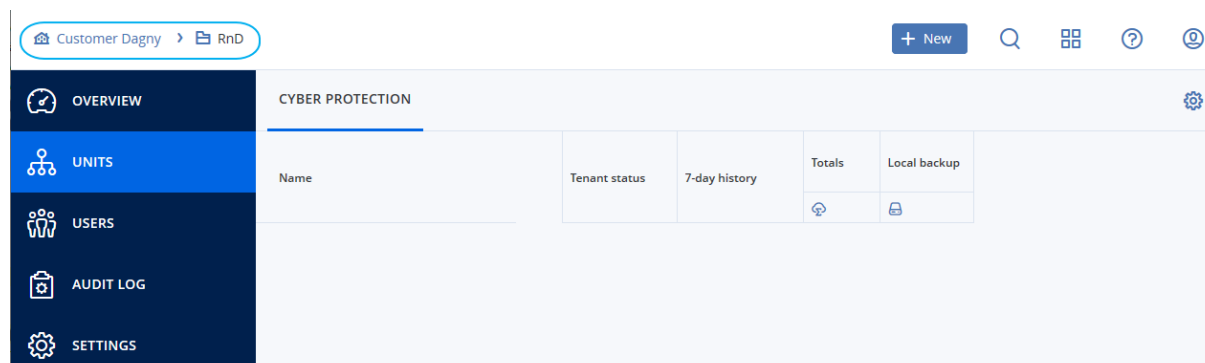 Customer Dagny > RnD
+ New
OVERVIEW
CYBER PROTECTION
UNITS
Name
Tenant status
7-day history
Totals
Local backup
USERS
AUDIT LOG
SETTINGS